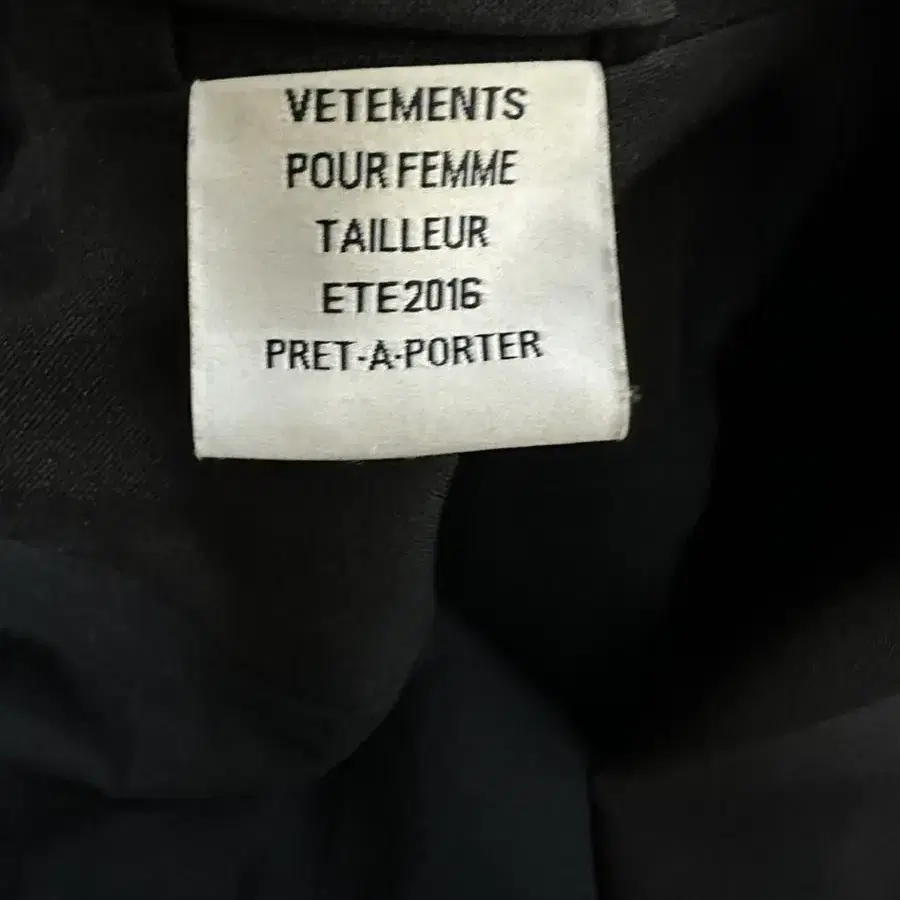 VETEMENTS
POUR FEMME
TAILLEUR
ETE2016
PRET-A-PORTER